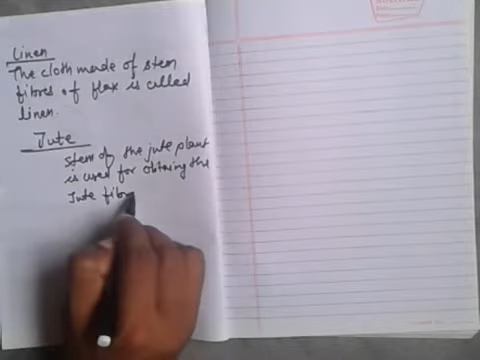 Linen
The cloth made of stem
fibres of flax is called
linen.
Jute
stem of the jute plant
is used for obtaining the
Jute fibr